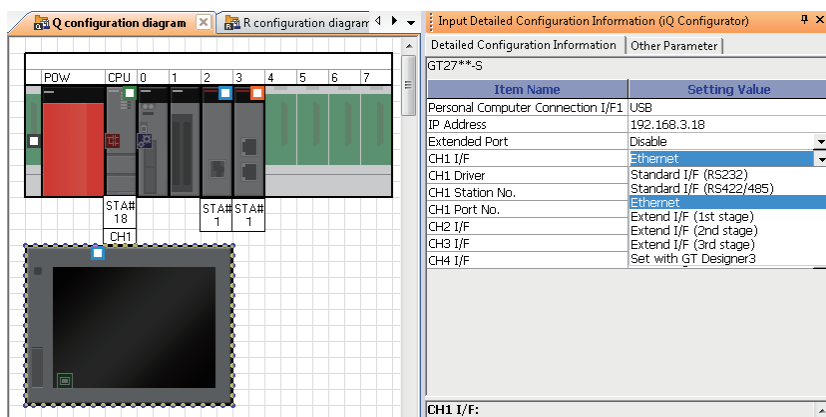 Q configuration diagram
R configuration diagram
Input Detailed Configuration Information (iQ Configurator)
Detailed Configuration Information
Other Parameter
GT27**-S
Item Name Setting Value
Personal Computer Connection I/F1 USB
IP Address 192.168.3.18
Extended Port Disable
CH1 I/F Ethernet
CH1 Driver Standard I/F (RS232)
CH1 Station No. Standard I/F (RS422/485)
Ethernet
CH1 Port No. Extend I/F (1st stage)
CH2 I/F Extend I/F (2nd stage)
CH3 I/F Extend I/F (3rd stage)
CH4 I/F Set with GT Designer3
CH1 I/F:
POW CPU 0 1 2 3 4 5 6 7
STA# STA# STA#
18 1 1
CH1